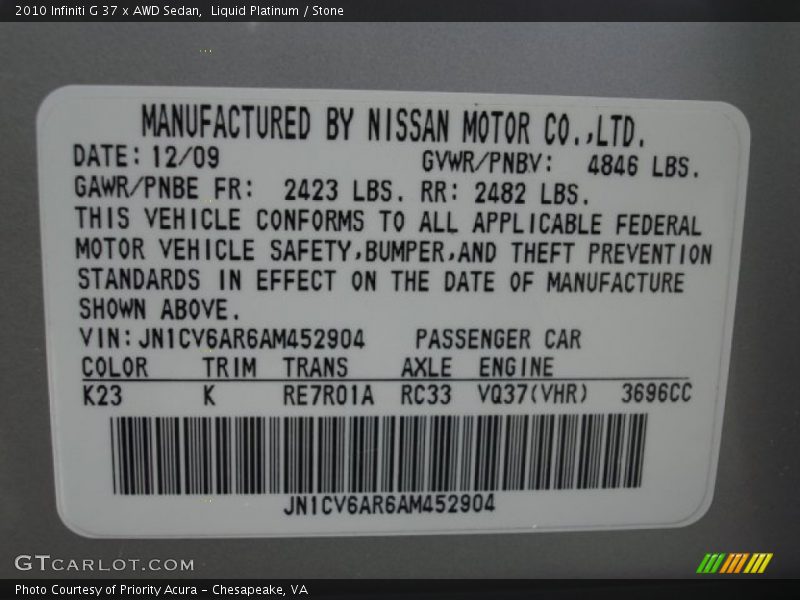 2010 Infiniti G 37 x AWD Sedan,  Liquid Platinum / Stone
MANUFACTURED BY NISSAN MOTOR CO.,LTD.
DATE: 12/09 GVWR/PNBV: 4846 LBS.
GAWR/PNBE FR: 2423 LBS. RR: 2482 LBS.
THIS VEHICLE CONFORMS TO ALL APPLICABLE FEDERAL
MOTOR VEHICLE SAFETY,BUMPER,AND THEFT PREVENTION
STANDARDS IN EFFECT ON THE DATE OF MANUFACTURE
SHOWN ABOVE.
VIN: JN1CV6AR6AM452904 PASSENGER CAR
COLOR TRIM TRANS AXLE ENGINE
K23 K RE7R01A RC33 VQ37(VHR) 3696CC
JN1CV6AR6AM452904
GTCARLOT.COM
Photo Courtesy of Priority Acura - Chesapeake, VA